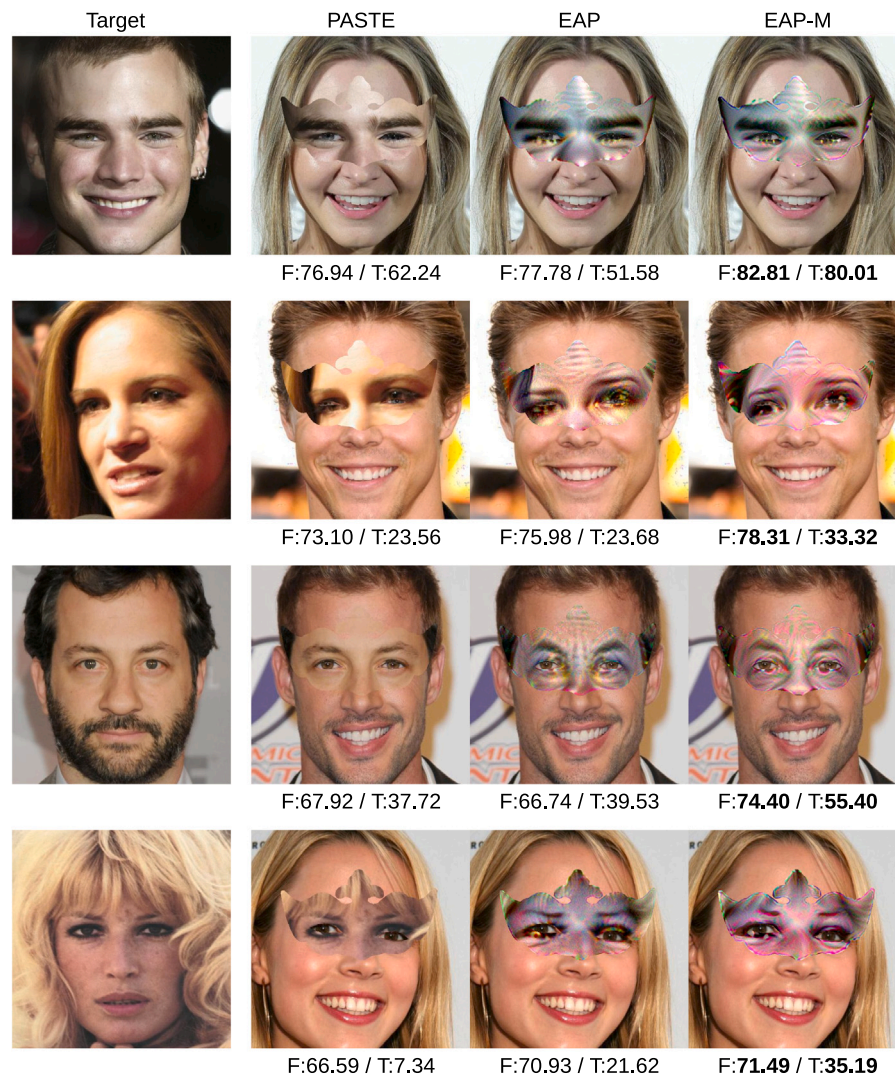 Target PASTE EAP EAP-M
F:76.94 / T:62.24 F:77.78 / T:51.58 F:82.81 / T:80.01
F:73.10 / T:23.56 F:75.98 / T:23.68 F:78.31 / T:33.32
MIC
NT
F:67.92 / T:37.72 F:66.74 / T:39.53 F:74.40 / T:55.40
F:66.59 / T:7.34 F:70.93 / T:21.62 F:71.49 / T:35.19